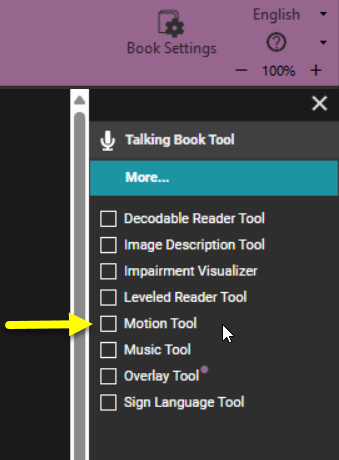 English
Book Settings
− 100% +
Talking Book Tool
More...
Decodable Reader Tool
Image Description Tool
Impairment Visualizer
Leveled Reader Tool
Motion Tool
Music Tool
Overlay Tool
Sign Language Tool